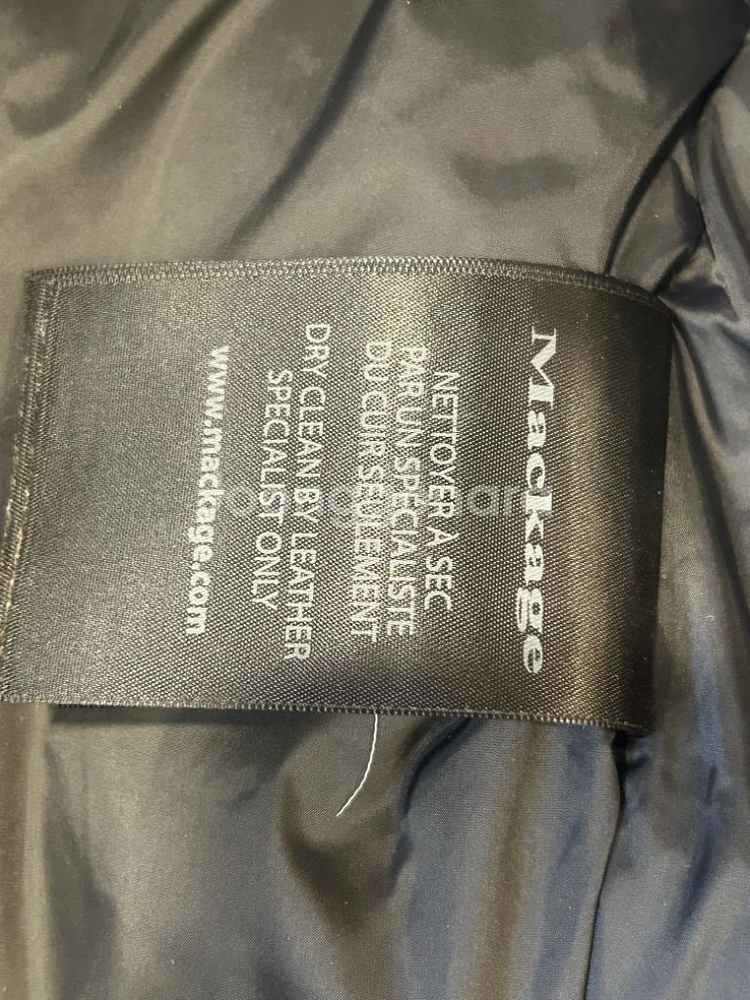 Mackage
NETTOYER A SEC
PAR UN SPECIALISTE
DU CUIR SEULEMENT
DRY CLEAN BY LEATHER
SPECIALIST ONLY
www.mackage.com